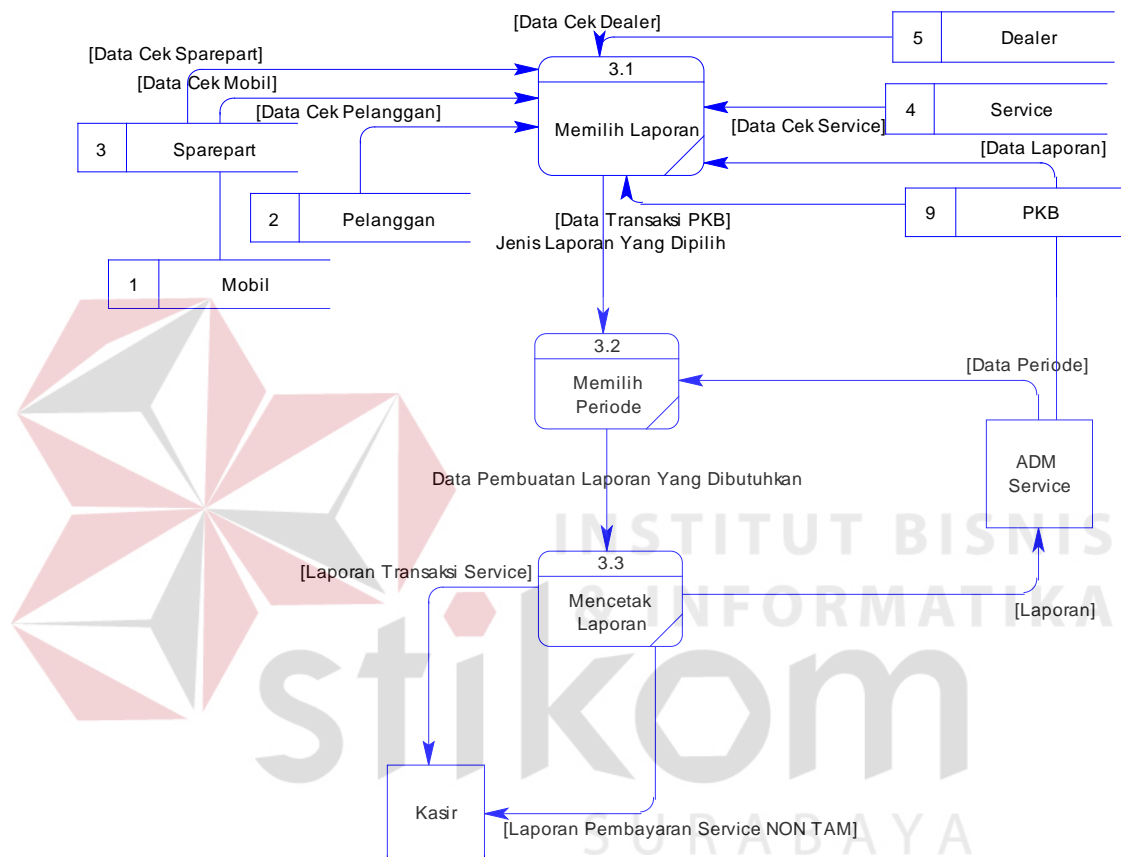 [Data Cek Dealer]
5 Dealer
[Data Cek Sparepart]
3.1
[Data Cek Mobil]
[Data Cek Pelanggan]
4 Service
Memilih Laporan
[Data Cek Service]
3 Sparepart
[Data Laporan]
2 Pelanggan
[Data Transaksi PKB]
9 PKB
Jenis Laporan Yang Dipilih
1 Mobil
3.2
[Data Periode]
Memilih
Periode
ADM
Service
Data Pembuatan Laporan Yang Dibutuhkan
INSTITUT BISNIS
3.3
[Laporan Transaksi Service]
Mencetak
Laporan
& INFORMATIKA
[Laporan]
stikom
Kasir
[Laporan Pembayaran Service NON TAM]
SURABAYA